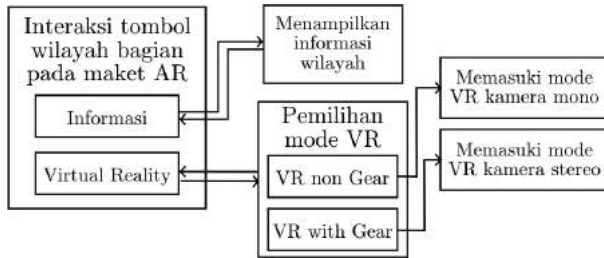 Interaksi tombol
wilayah bagian
pada maket AR
Informasi
Virtual Reality
Menampilkan
informasi
wilayah
Pemilihan
mode VR
VR non Gear
VR with Gear
Memasuki mode
VR kamera mono
Memasuki mode
VR kamera stereo